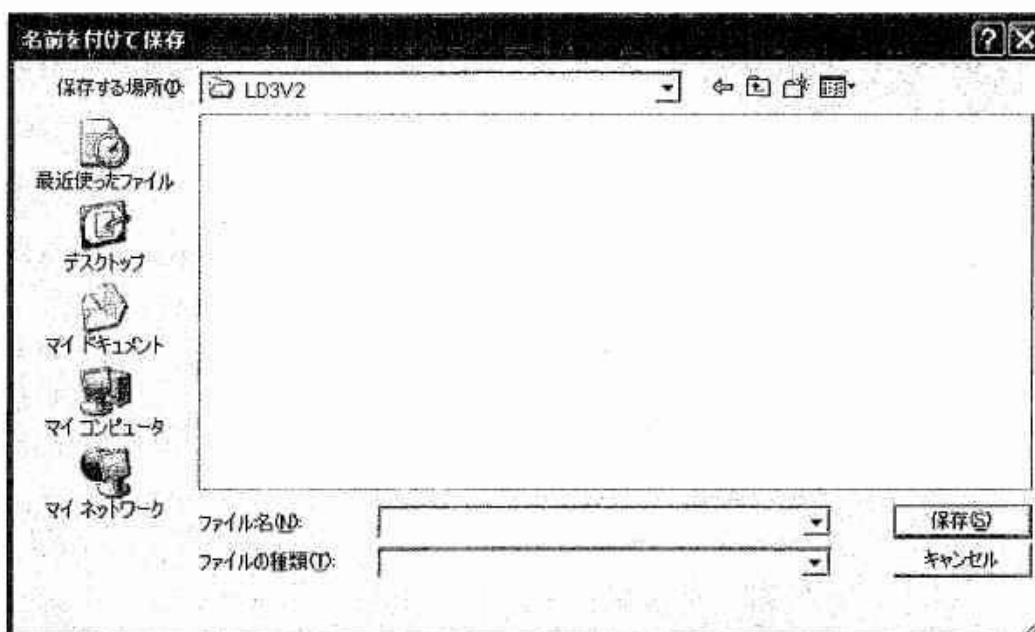 名前を付けて保存
保存する場所(I): LD3V2
最近使ったファイル
デスクトップ
マイ ドキュメント
マイ コンピュータ
マイ ネットワーク
ファイル名(N): 保存(S)
ファイルの種類(T): キャンセル